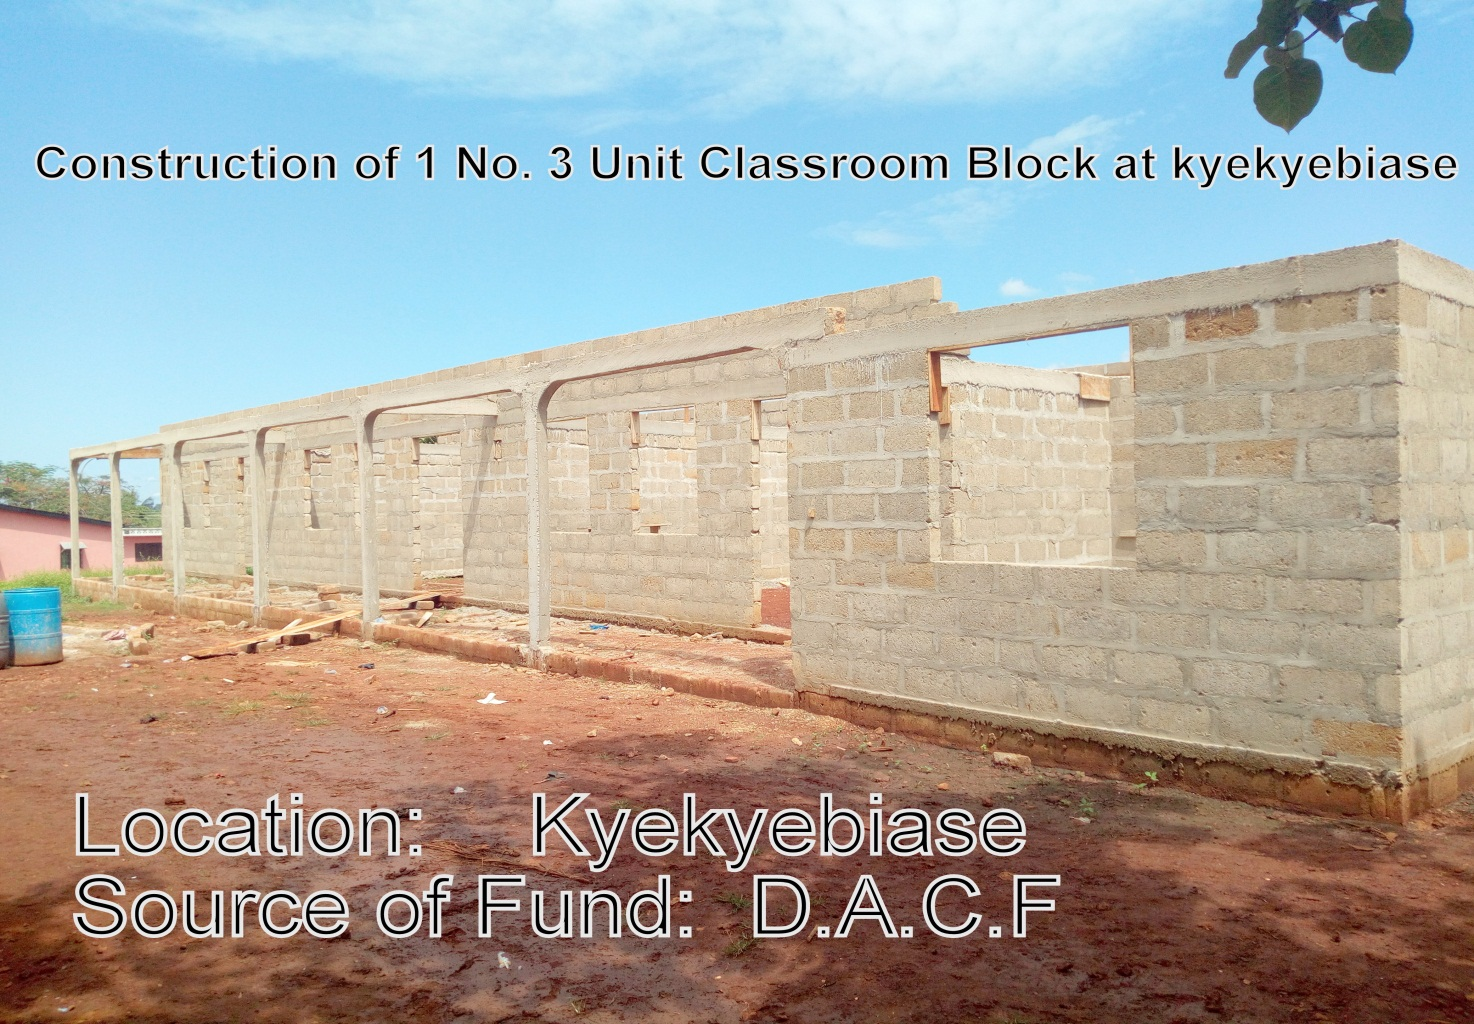 Construction of 1 No. 3 Unit Classroom Block at kyekyebiase
Location: Kyekyebiase
Source of Fund: D.A.C.F